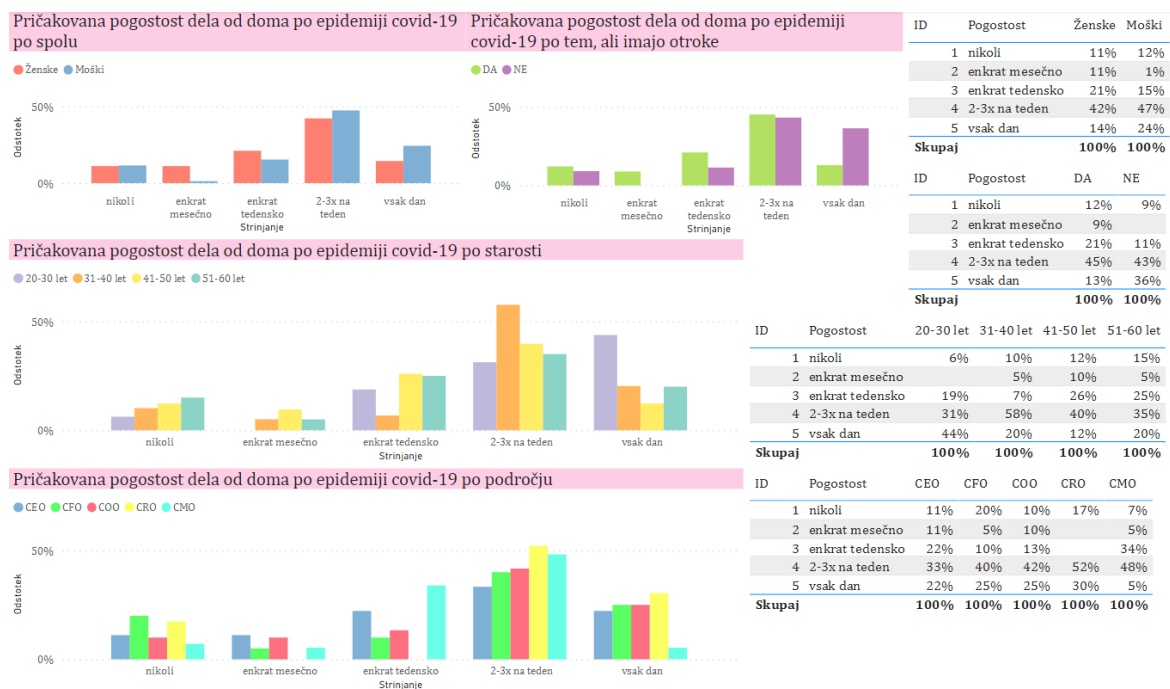 Pričakovana pogostost dela od doma po epidemiji covid-19
po spolu
Ženske Moški
Odstotek
50%
0%
nikoli
enkrat
mesečno
enkrat
tedensko
2-3x na
teden
vsak dan
Strinjanje
Pričakovana pogostost dela od doma po epidemiji
covid-19 po tem, ali imajo otroke
DA NE
Odstotek
50%
0%
nikoli
enkrat
mesečno
enkrat
tedensko
2-3x na
teden
vsak dan
Strinjanje
ID Pogostost Ženske Moški
1 nikoli 11% 12%
2 enkrat mesečno 11% 1%
3 enkrat tedensko 21% 15%
4 2-3x na teden 42% 47%
5 vsak dan 14% 24%
Skupaj 100% 100%
ID Pogostost DA NE
1 nikoli 12% 9%
2 enkrat mesečno 9%
3 enkrat tedensko 21% 11%
4 2-3x na teden 45% 43%
5 vsak dan 13% 36%
Skupaj 100% 100%
Pričakovana pogostost dela od doma po epidemiji covid-19 po starosti
20-30 let 31-40 let 41-50 let 51-60 let
Odstotek
50%
0%
nikoli enkrat mesečno enkrat tedensko 2-3x na teden vsak dan
Strinjanje
ID Pogostost 20-30 let 31-40 let 41-50 let 51-60 let
1 nikoli 6% 10% 12% 15%
2 enkrat mesečno 5% 10% 5%
3 enkrat tedensko 19% 7% 26% 25%
4 2-3x na teden 31% 58% 40% 35%
5 vsak dan 44% 20% 12% 20%
Skupaj 100% 100% 100% 100%
Pričakovana pogostost dela od doma po epidemiji covid-19 po področju
CEO CFO COO CRO CMO
Odstotek
50%
0%
nikoli enkrat mesečno enkrat tedensko 2-3x na teden vsak dan
Strinjanje
ID Pogostost CEO CFO COO CRO CMO
1 nikoli 11% 20% 10% 17% 7%
2 enkrat mesečno 11% 5% 10% 5%
3 enkrat tedensko 22% 10% 13% 34%
4 2-3x na teden 33% 40% 42% 52% 48%
5 vsak dan 22% 25% 25% 30% 5%
Skupaj 100% 100% 100% 100% 100%